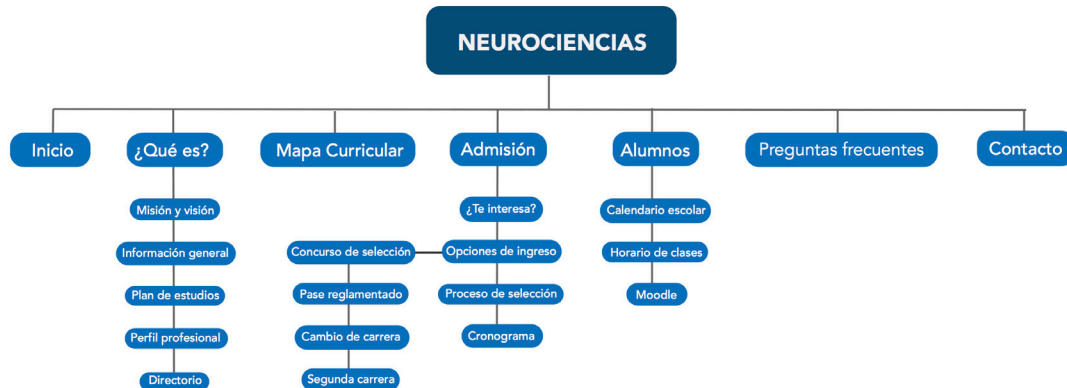 NEUROCIENCIAS
Inicio
¿Qué es?
Mapa Curricular
Admisión
Alumnos
Preguntas frecuentes
Contacto
Misión y visión
¿Te interesa?
Calendario escolar
Información general
Concurso de selección
Opciones de ingreso
Horario de clases
Plan de estudios
Pase reglamentado
Proceso de selección
Moodle
Perfil profesional
Cambio de carrera
Cronograma
Directorio
Segunda carrera